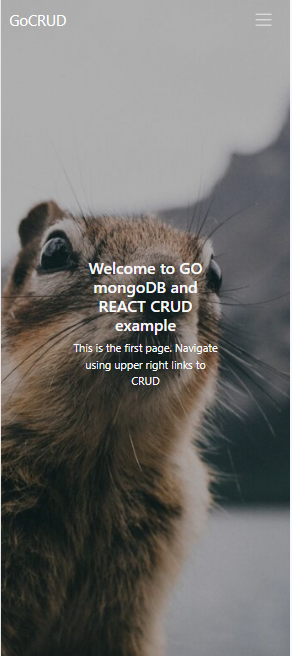 GoCRUD
Welcome to GO
mongoDB and
REACT CRUD
example
This is the first page. Navigate
using upper right links to
CRUD